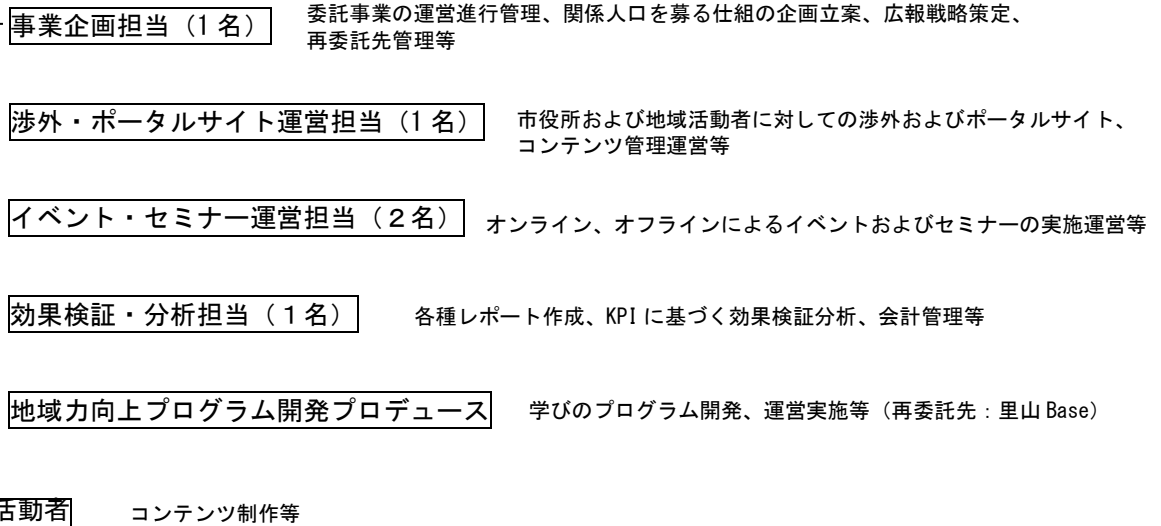 事業企画担当（1名）
委託事業の運営進行管理、関係人口を募る仕組の企画立案、広報戦略策定、
再委託先管理等
渉外・ポータルサイト運営担当（1名）
市役所および地域活動者に対しての渉外およびポータルサイト、
コンテンツ管理運営等
イベント・セミナー運営担当（２名）
オンライン、オフラインによるイベントおよびセミナーの実施運営等
効果検証・分析担当（１名）
各種レポート作成、KPIに基づく効果検証分析、会計管理等
地域力向上プログラム開発プロデュース
学びのプログラム開発、運営実施等（再委託先：里山Base）
活動者
コンテンツ制作等